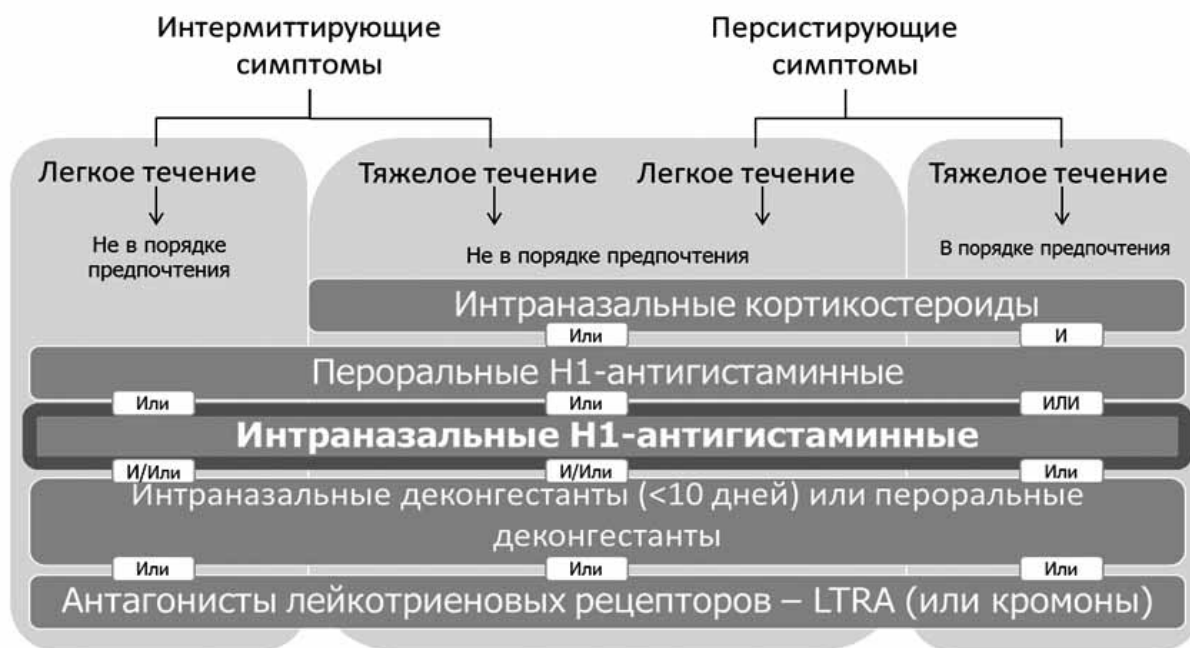 Интермиттирующие
симптомы
Персистирующие
симптомы
Легкое течение
Тяжелое течение
Легкое течение
Тяжелое течение
Не в порядке
предпочтения
Не в порядке предпочтения
В порядке предпочтения
Интраназальные кортикостероиды
Или
И
Пероральные Н1-антигистаминные
Или
Или
ИЛИ
Интраназальные Н1-антигистаминные
И/Или
И/Или
Или
Интраназальные деконгестанты (<10 дней) или пероральные
деконгестанты
Или
Или
Или
Антагонисты лейкотриеновых рецепторов – LTRA (или кромоны)